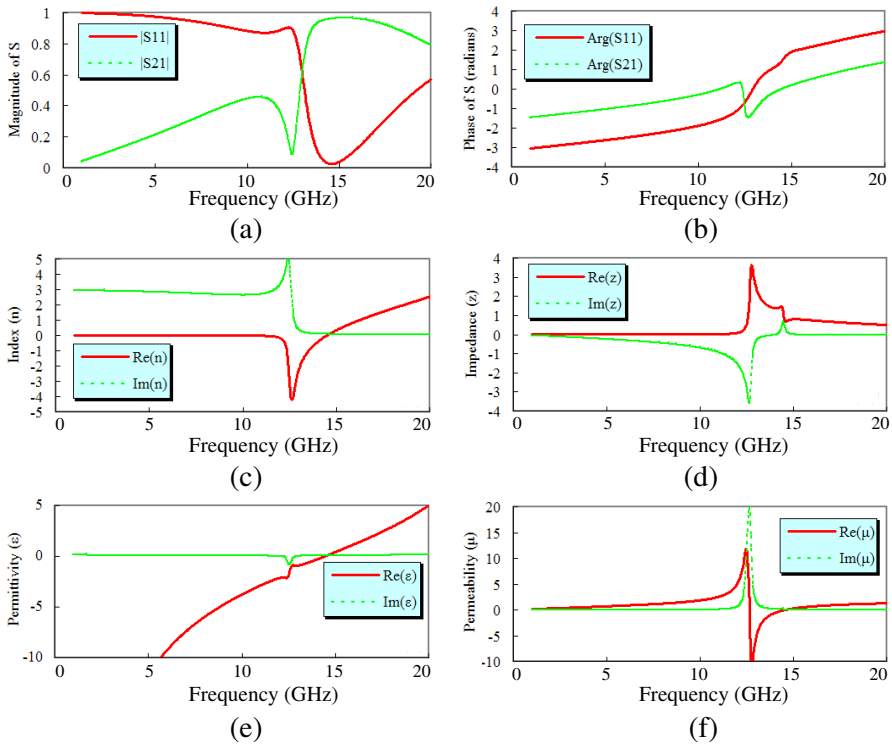 Magnitude of S
1
0.8
0.6
0.4
0.2
0
|S11|
|S21|
0 5 10 15 20
Frequency (GHz)
(a)
Phase of S (radians)
4
3
2
1
0
-1
-2
-3
-4
Arg(S11)
Arg(S21)
0 5 10 15 20
Frequency (GHz)
(b)
Index (n)
5
4
3
2
1
0
-1
-2
-3
-4
5
Re(n)
Im(n)
0 5 10 15 20
Frequency (GHz)
(c)
Impedance (z)
4
3
2
1
0
-1
-2
-3
-4
Re(z)
Im(z)
0 5 10 15 20
Frequency (GHz)
(d)
Permittivity (ε)
5
0
-5
-10
Re(ε)
Im(ε)
0 5 10 15 20
Frequency (GHz)
(e)
Permeability (μ)
20
15
10
5
0
-5
-10
Re(μ)
Im(μ)
0 5 10 15 20
Frequency (GHz)
(f)